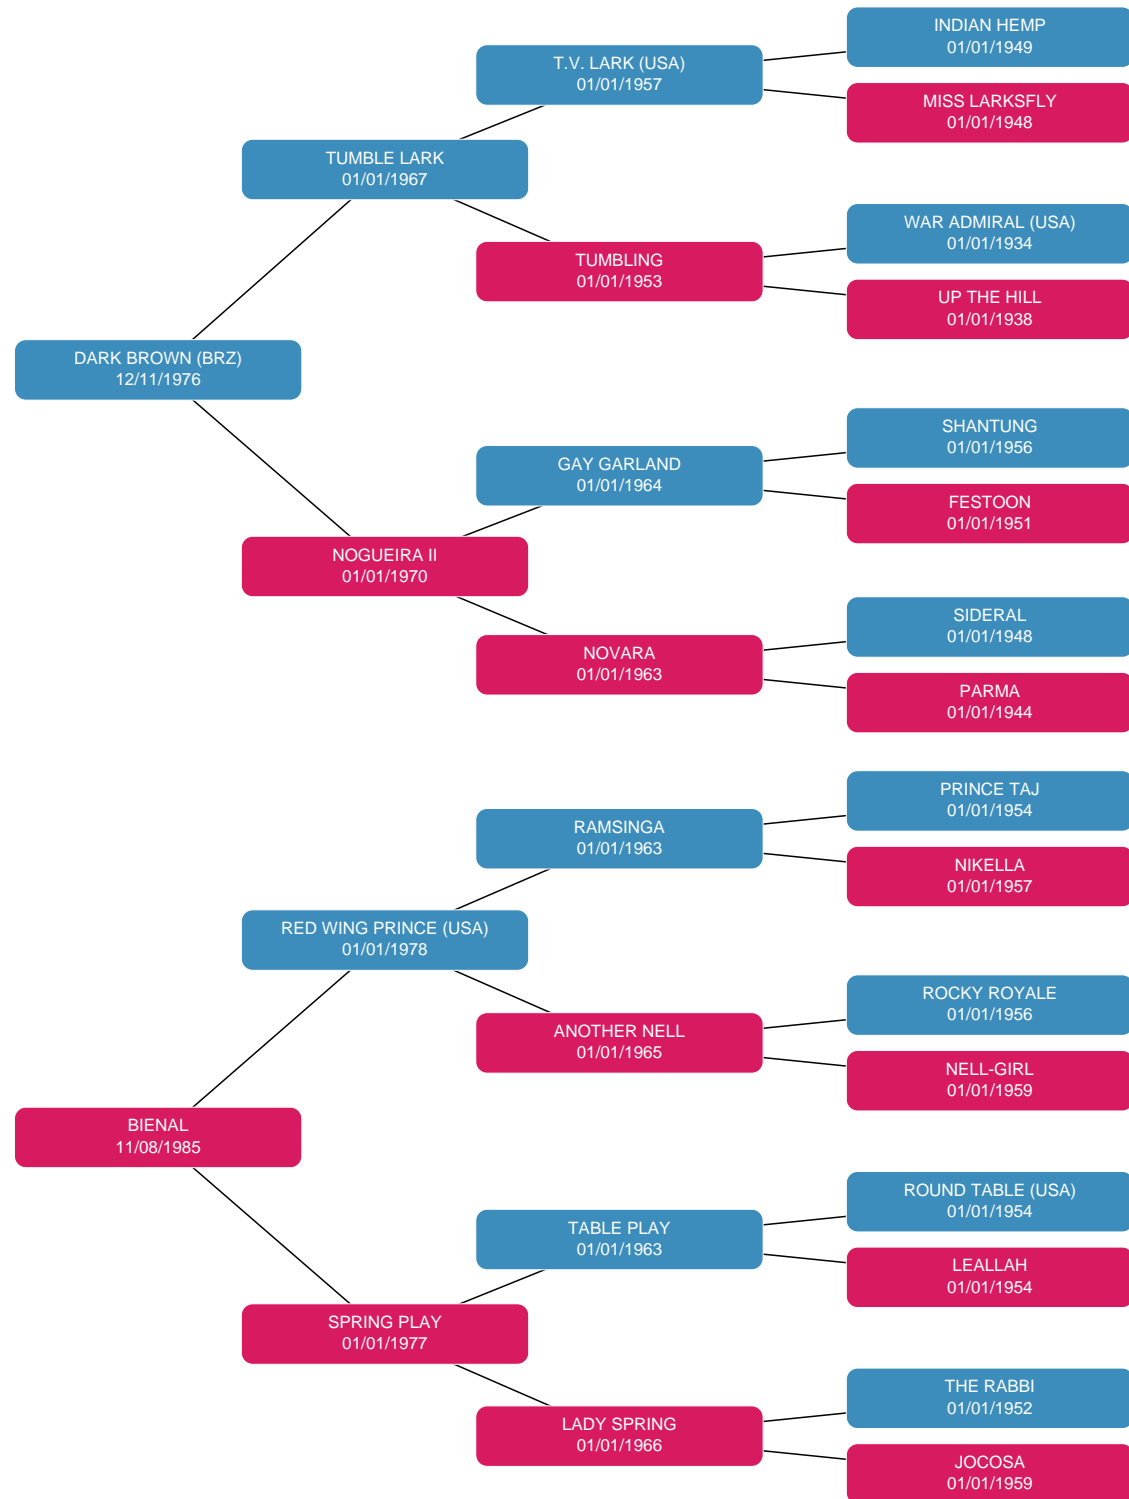 INDIAN HEMP
01/01/1949
T.V. LARK (USA)
01/01/1957
MISS LARKSFLY
01/01/1948
TUMBLE LARK
01/01/1967
WAR ADMIRAL (USA)
01/01/1934
TUMBLING
01/01/1953
UP THE HILL
01/01/1938
DARK BROWN (BRZ)
12/11/1976
SHANTUNG
01/01/1956
GAY GARLAND
01/01/1964
FESTOON
01/01/1951
NOGUEIRA II
01/01/1970
SIDERAL
01/01/1948
NOVARA
01/01/1963
PARMA
01/01/1944
PRINCE TAJ
01/01/1954
RAMSINGA
01/01/1963
NIKELLA
01/01/1957
RED WING PRINCE (USA)
01/01/1978
ROCKY ROYALE
01/01/1956
ANOTHER NELL
01/01/1965
NELL-GIRL
01/01/1959
BIENAL
11/08/1985
ROUND TABLE (USA)
01/01/1954
TABLE PLAY
01/01/1963
LEALLAH
01/01/1954
SPRING PLAY
01/01/1977
THE RABBI
01/01/1952
LADY SPRING
01/01/1966
JOCOSA
01/01/1959